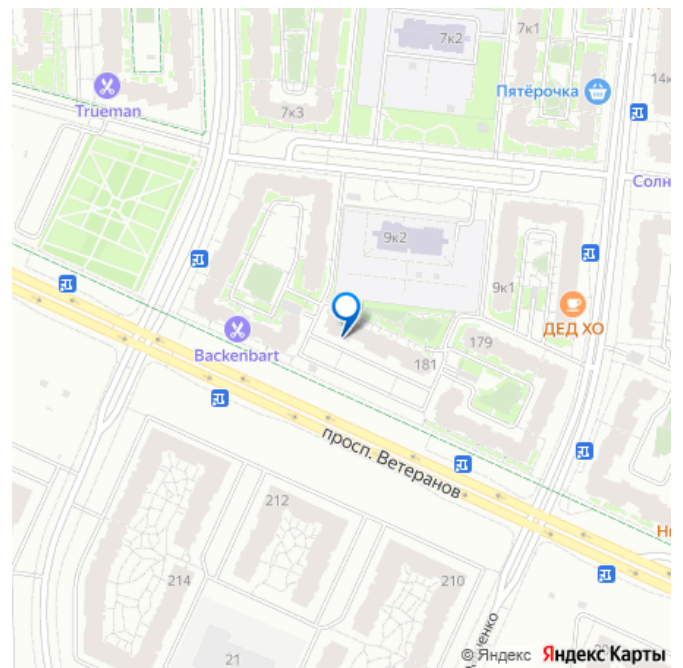 7к1
7к2
14к
Пятёрочка
Trueman
7к3
Солн
9к2
9к1
ДЕД ХО
179
Backenbart
181
просп. Ветеранов
212
214
210
21
© Яндекс Яндекс Карты